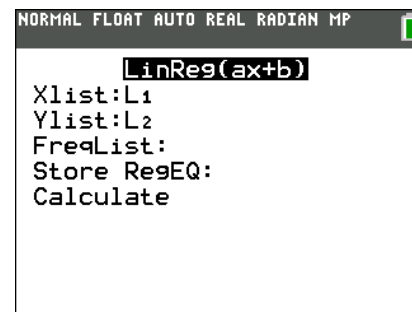 NORMAL FLOAT AUTO REAL RADIAN MP
LinReg(ax+b)
Xlist:L₁
Ylist:L₂
FreqList:
Store RegEQ:
Calculate